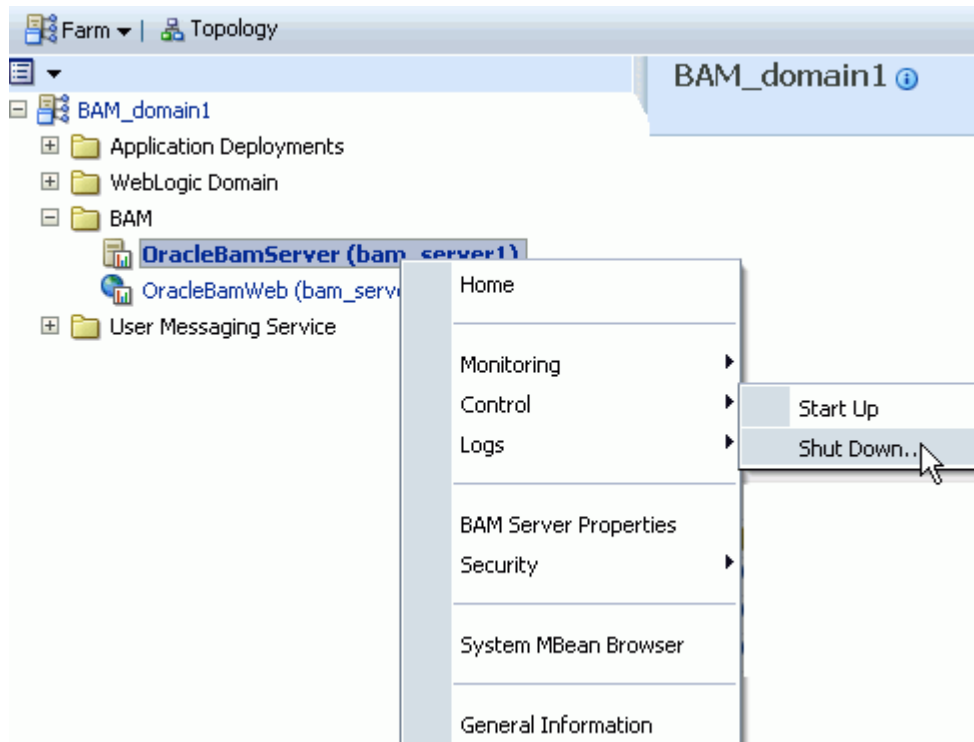 Farm | Topology
BAM_domain1
BAM_domain1
Application Deployments
WebLogic Domain
BAM
OracleBamServer (bam_server1)
OracleBamWeb (bam_serv
User Messaging Service
Home
Monitoring
Control
Logs
BAM Server Properties
Security
System MBean Browser
General Information
Start Up
Shut Down...